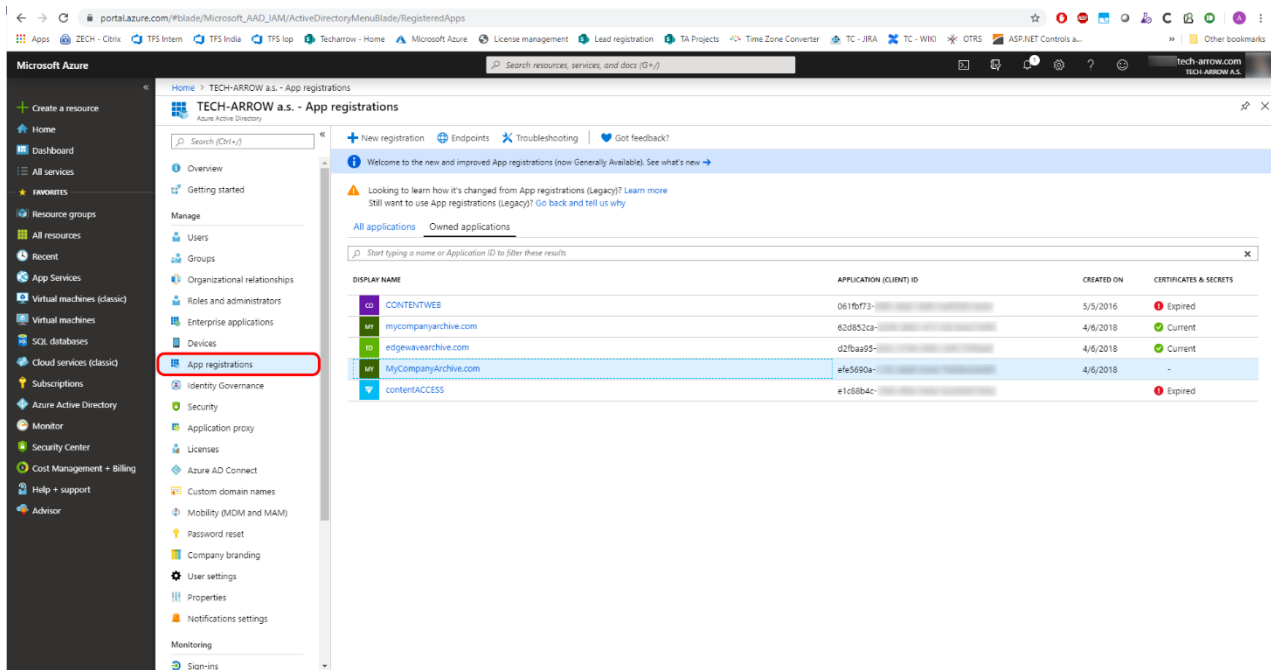 portal.azure.com/#blade/Microsoft_AAD_IAM/ActiveDirectoryMenuBlade/RegisteredApps
Apps ZECH - Citrix TFS Intern TFS India TFS lop Techarrow - Home Microsoft Azure License management Lead registration TA Projects Time Zone Converter TC - JIRA TC - WIKI OTRS ASP.NET Controls a... » Other bookmarks
Microsoft Azure
Search resources, services, and docs (G+/)
1
tech-arrow.com
TECH-ARROW A.S.
«
Create a resource
Home
Dashboard
All services
FAVORITES
Resource groups
All resources
Recent
App Services
Virtual machines (classic)
Virtual machines
SQL databases
Cloud services (classic)
Subscriptions
Azure Active Directory
Monitor
Security Center
Cost Management + Billing
Help + support
Advisor
Home > TECH-ARROW a.s. - App registrations
TECH-ARROW a.s. - App registrations
Azure Active Directory
Search (Ctrl+/)
«
Overview
Getting started
Manage
Users
Groups
Organizational relationships
Roles and administrators
Enterprise applications
Devices
App registrations
Identity Governance
Security
Application proxy
Licenses
Azure AD Connect
Custom domain names
Mobility (MDM and MAM)
Password reset
Company branding
User settings
Properties
Notifications settings
Monitoring
Sign-ins
New registration Endpoints Troubleshooting Got feedback?
Welcome to the new and improved App registrations (now Generally Available). See what's new →
Looking to learn how it's changed from App registrations (Legacy)? Learn more
Still want to use App registrations (Legacy)? Go back and tell us why
All applications Owned applications
Start typing a name or Application ID to filter these results
DISPLAY NAME APPLICATION (CLIENT) ID CREATED ON CERTIFICATES & SECRETS
CO CONTENTWEB 061fbf73- 5/5/2016 Expired
MY mycompanyarchive.com 62d852ca- 4/6/2018 Current
ED edgewavearchive.com d2fbaa95- 4/6/2018 Current
MY MyCompanyArchive.com efe5690a- 4/6/2018 -
contentACCESS e1c88b4c- Expired